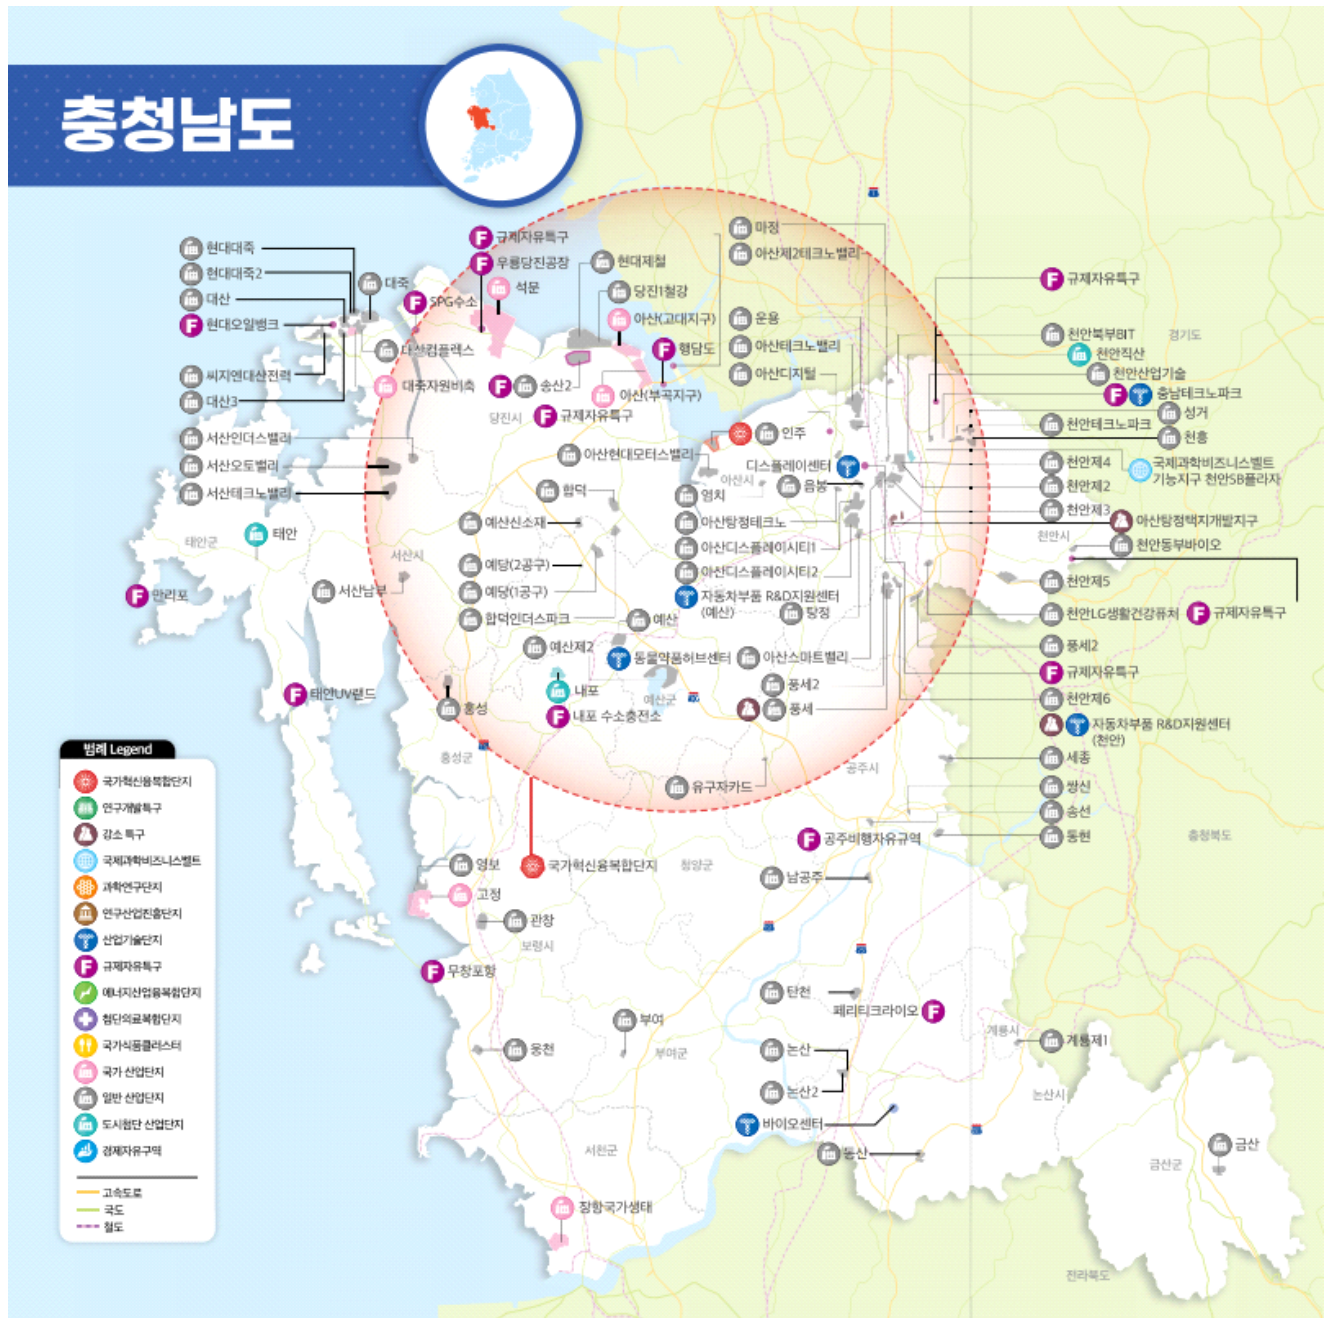 충청남도
현대대죽
현대대죽2
대산
현대오일뱅크
씨지앤대산전력
대산3
대죽
SPG수소
대산컴플렉스
대죽자원비축
규제자유특구
우룡당진공장
석문
현대제철
당진1철강
아산(고대지구)
행담도
송산2
아산(부곡지구)
당진시
규제자유특구
마정
아산제2테크노밸리
운용
아산테크노밸리
아산디지털
인주
아산현대모터스밸리
아산시
디스플레이센터
음봉
염치
아산탕정테크노
아산디스플레이시티1
아산디스플레이시티2
자동차부품 R&D지원센터
(예산)
탕정
규제자유특구
경기도
천안북부BIT
천안직산
천안산업기술
충남테크노파크
성거
천안테크노파크
천흥
국제과학비즈니스벨트
기능지구 천안SB플라자
천안제4
천안제2
천안제3
아산탕정택지개발지구
천안시
천안동부바이오
천안제5
천안LG생활건강퓨처
규제자유특구
풍세2
규제자유특구
천안제6
자동차부품 R&D지원센터
(천안)
세종
쌍신
송선
동현
충청북도
서산인더스밸리
서산오토밸리
서산테크노밸리
태안
태안군
서산시
만리포
서산남부
태안UV랜드
합덕
예산신소재
예당(2공구)
예당(1공구)
합덕인더스파크
예산
예산제2
동물약품허브센터
아산스마트밸리
풍세2
풍세
예산군
내포
내포 수소충전소
홍성
홍성군
유구자카드
공주시
국가혁신융복합단지
청양군
공주비행자유규역
남공주
영보
고정
관창
보령시
무창포항
웅천
부여
부여군
탄천
페리티크라이오
계룡시
계룡제1
논산
논산2
논산시
바이오센터
동산
서천군
장항국가생태
금산
금산군
전라북도
범례 Legend
국가혁신융복합단지
연구개발특구
강소 특구
국제과학비즈니스벨트
과학연구단지
연구산업진흥단지
산업기술단지
규제자유특구
에너지산업융복합단지
첨단의료복합단지
국가식품클러스터
국가 산업단지
일반 산업단지
도시첨단 산업단지
경제자유구역
고속도로
국도
철도